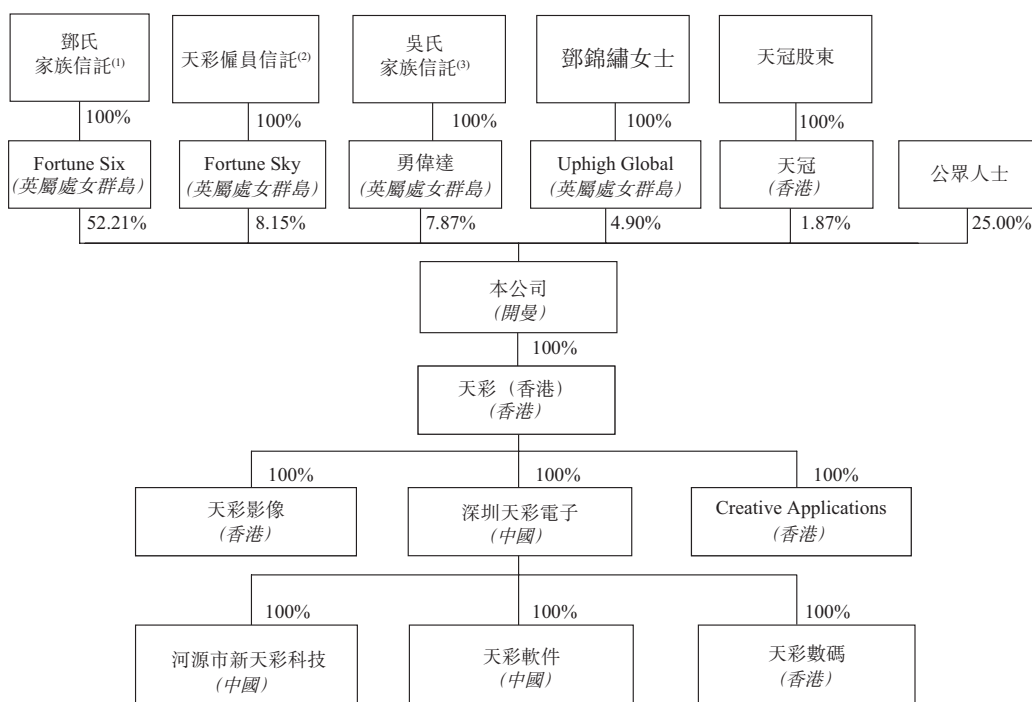 鄧氏
家族信託(1)
天彩僱員信託(2)
吳氏
家族信託(3)
鄧錦繡女士
天冠股東
100%
100%
100%
100%
100%
Fortune Six
(英屬處女群島)
Fortune Sky
(英屬處女群島)
勇偉達
(英屬處女群島)
Uphigh Global
(英屬處女群島)
天冠
(香港)
公眾人士
52.21%
8.15%
7.87%
4.90%
1.87%
25.00%
本公司
(開曼)
100%
天彩（香港）
(香港)
100%
100%
100%
天彩影像
(香港)
深圳天彩電子
(中國)
Creative Applications
(香港)
100%
100%
100%
河源市新天彩科技
(中國)
天彩軟件
(中國)
天彩數碼
(香港)